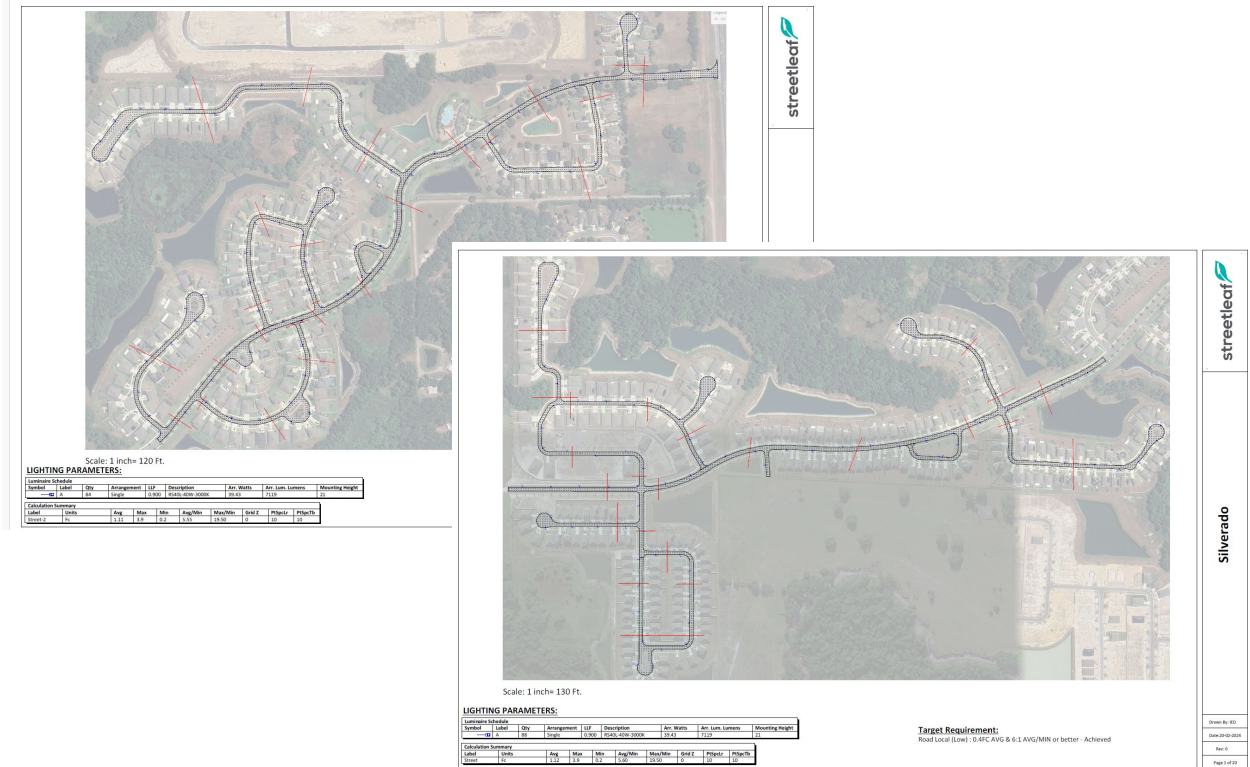 streetleaf
Scale: 1 inch= 120 Ft.
LIGHTING PARAMETERS:
Luminaire Schedule
Symbol Label Qty Arrangement LLF Description Arr. Watts Arr. Lum. Lumens Mounting Height
A 84 Single 0.900 RS40L-40W-3000K 39.43 7119 21
Calculation Summary
Label Units Avg Max Min Avg/Min Max/Min Grid Z PtSpcLr PtSpcTb
Street-2 Fc 1.11 3.9 0.2 5.55 19.50 0 10 10
streetleaf
Silverado
Scale: 1 inch= 130 Ft.
LIGHTING PARAMETERS:
Luminaire Schedule
Symbol Label Qty Arrangement LLF Description Arr. Watts Arr. Lum. Lumens Mounting Height
A 88 Single 0.900 RS40L-40W-3000K 39.43 7119 21
Calculation Summary
Label Units Avg Max Min Avg/Min Max/Min Grid Z PtSpcLr PtSpcTb
Street Fc 1.12 3.9 0.2 5.60 19.50 0 10 10
Target Requirement:
Road Local (Low) : 0.4FC AVG & 6:1 AVG/MIN or better - Achieved
Drawn By: IED
Date:20-02-2024
Rev: 0
Page 1 of 20